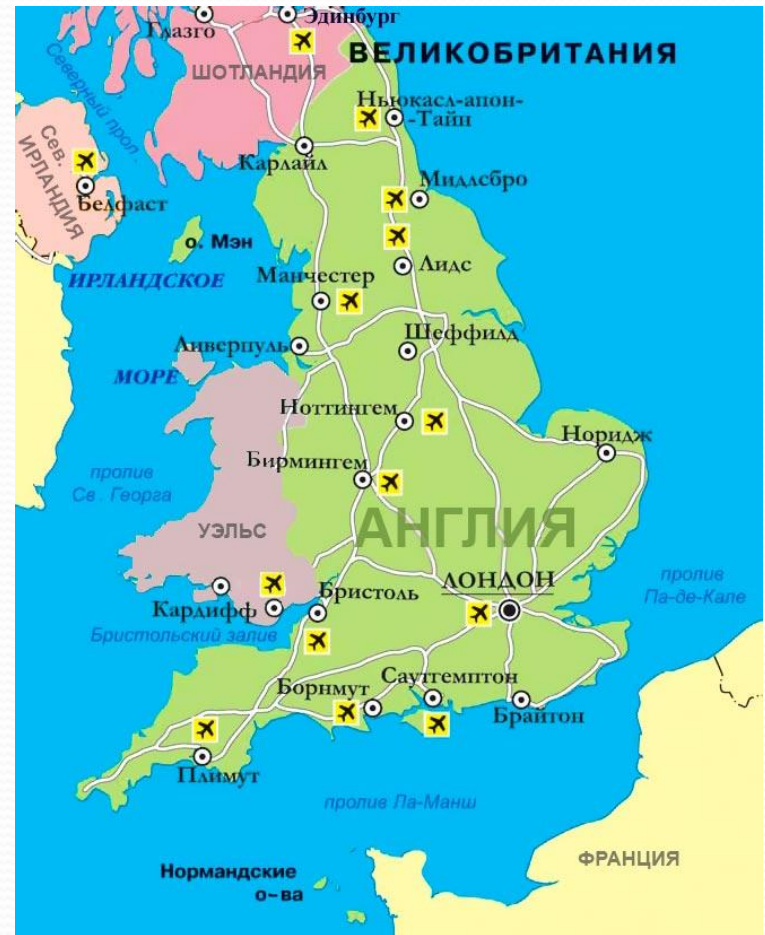 Эдинбург
Глазго
ВЕЛИКОБРИТАНИЯ
ШОТЛАНДИЯ
Северный прол.
Ньюкасл-апон-
-Тайн
Карлайл
Сев.
ИРЛАНДИЯ
Белфаст
Миддсбро
о. Мэн
Лидс
ИРЛАНДСКОЕ
Манчестер
Ливерпуль
Шеффилд
МОРЕ
Ноттингем
Норидж
Бирмингем
пролив
Св. Георга
АНГЛИЯ
УЭЛЬС
ЛОНДОН
пролив
Па-де-Кале
Кардифф
Бристоль
Бристольский залив
Саутгемптон
Борнмут
Брайтон
Плимут
пролив Ла-Манш
ФРАНЦИЯ
Нормандские
о-ва